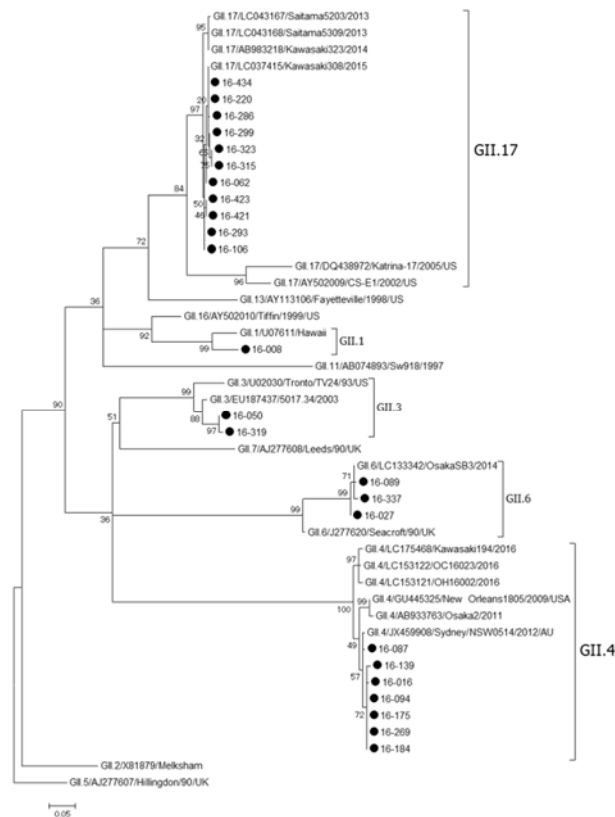 GII.17/LC043167/Saitama5203/2013
95
GII.17/LC043168/Saitama5309/2013
GII.17/AB983218/Kawasaki323/2014
GII.17/LC037415/Kawasaki308/2015
16-434
20
16-220
97
16-286
16-299
32
16-323
GII.17
16-315
16-062
84
16-423
50
46
16-421
16-293
16-106
72
GII.17/DQ438972/Katrina-17/2005/US
96
GII.17/AY502009/CS-E1/2002/US
GII.13/AY113106/Fayetteville/1998/US
36
GII.16/AY502010/Tiffin/1999/US
92
GII.1/U07611/Hawaii
GII.1
99
16-008
GII.11/AB074893/Sw918/1997
GII.3/U02030/Tronto/TV24/93/US
99
90
GII.3/EU187437/5017.34/2003
GII.3
88
16-050
51
97
16-319
GII.7/AJ277608/Leeds/90/UK
GII.6/LC133342/OsakaSB3/2014
71
16-089
99
16-337
GII.6
99
16-027
36
GII.6/J277620/Seacroft/90/UK
GII.4/LC175468/Kawasaki194/2016
97
GII.4/LC153122/OC16023/2016
GII.4/LC153121/OH16002/2016
100
99
GII.4/GU445325/New Orleans1805/2009/USA
GII.4/AB933763/Osaka2/2011
GII.4/JX459908/Sydney/NSW0514/2012/AU
49
16-087
GII.4
16-139
57
16-016
16-094
72
16-175
16-269
16-184
GII.2/X81879/Melksham
GII.5/AJ277607/Hillingdon/90/UK
0.05